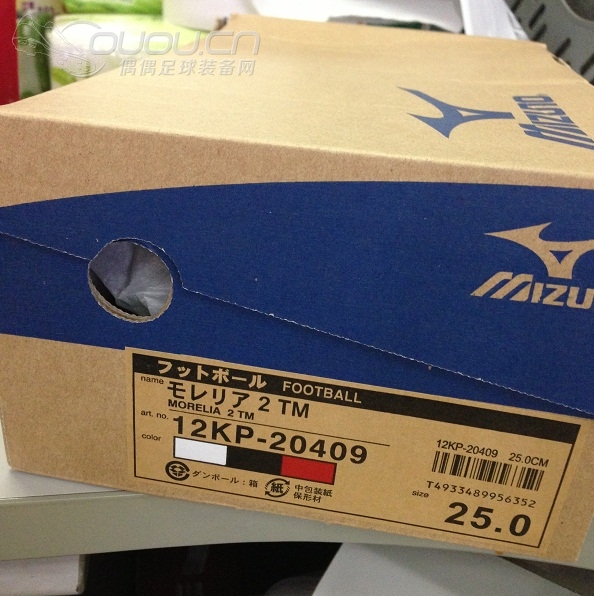 ouou.cn
偶偶足球装备网
MIZUNO
MIZUNO
フットボール FOOTBALL
name モレリア 2 TM
MORELIA 2 TM
art. no. 12KP-20409
color
ダンボール：箱
紙 中包装紙
保形材
12KP-20409 25.0CM
T4933489956352
size 25.0